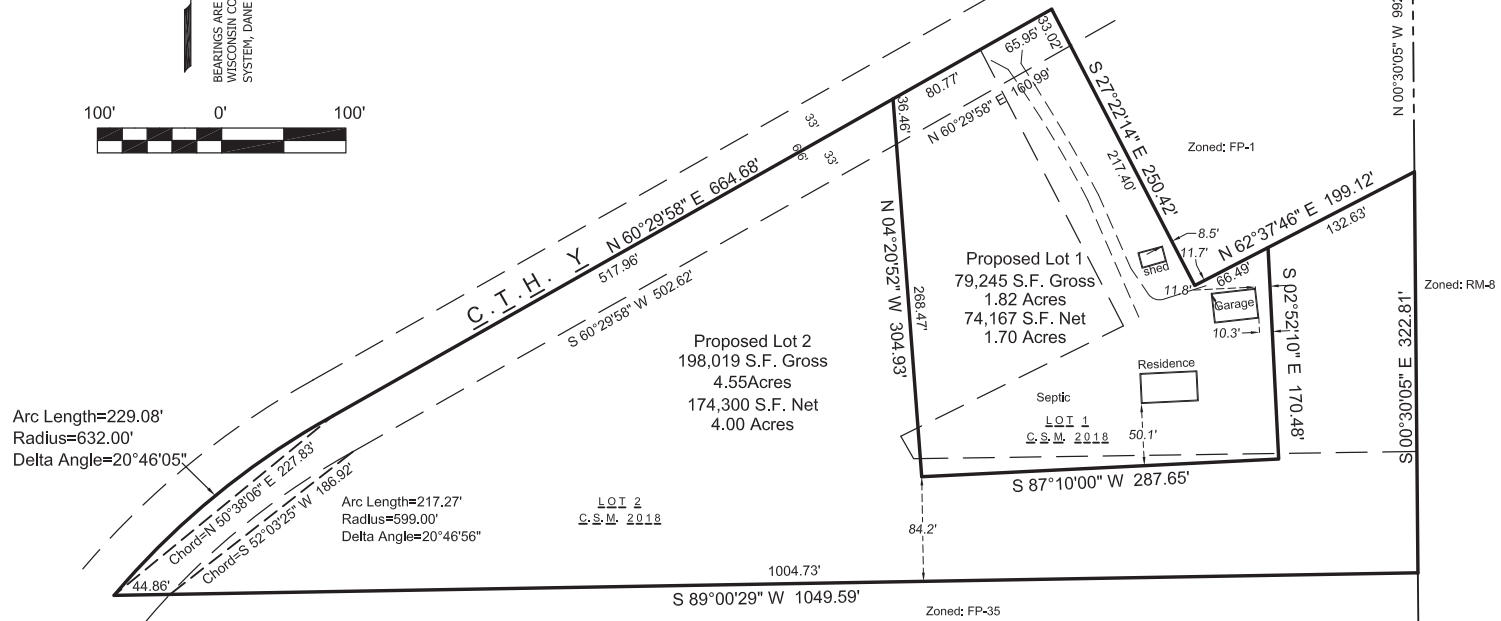 BEARINGS ARE
WISCONSIN CO
SYSTEM, DANE
100' 0' 100'
N 00°30'05" W 992
33.02'
65.95'
80.77'
N 60°29'58" E 160.99'
36.46'
S 27°22'14" E 250.42'
217.40'
Zoned: FP-1
33'
66'
33'
C. T. H. Y N 60°29'58" E 664.68'
517.96'
S 60°29'58" W 502.62'
N 04°20'52" W 304.93'
268.47'
Proposed Lot 1
79,245 S.F. Gross
1.82 Acres
74,167 S.F. Net
1.70 Acres
shed
8.5'
11.7'
11.8'
N 62°37'46" E 199.12'
132.63'
66.49'
Garage
10.3'
S 02°52'10" E 170.48'
S 00°30'05" E 322.81'
Zoned: RM-8
Proposed Lot 2
198,019 S.F. Gross
4.55Acres
174,300 S.F. Net
4.00 Acres
Residence
Septic
LOT 1
C.S.M. 2018
50.1'
S 87°10'00" W 287.65'
Arc Length=229.08'
Radius=632.00'
Delta Angle=20°46'05"
Chord=N 50°38'06" E 227.83'
Chord=S 52°03'25" W 186.92'
Arc Length=217.27'
Radius=599.00'
Delta Angle=20°46'56"
LOT 2
C.S.M. 2018
84.2'
44.86'
1004.73'
S 89°00'29" W 1049.59'
Zoned: FP-35